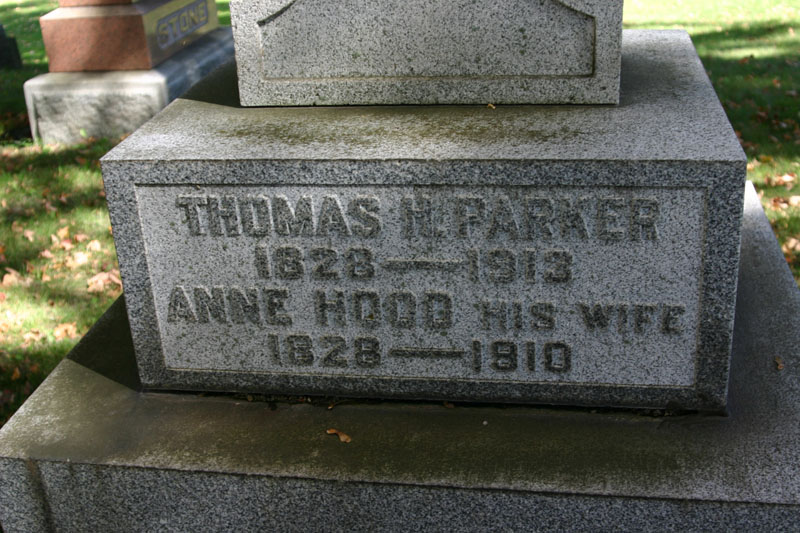 STONE
THOMAS H. PARKER
1828—1913
ANNE HOOD HIS WIFE
1828—1910